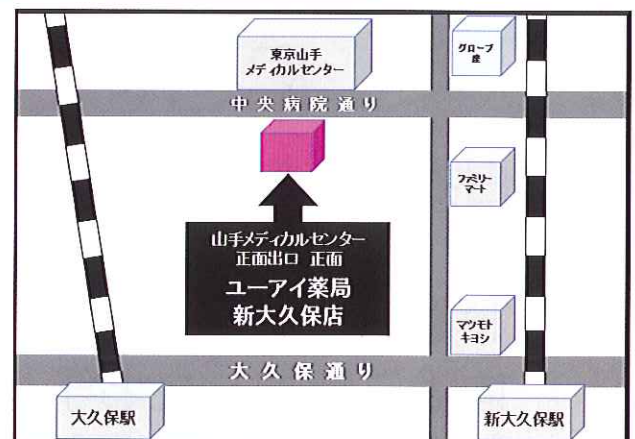 東京山手
メディカルセンター
グローブ
座
中央病院通り
ファミリー
マート
山手メディカルセンター
正面出口 正面
ユーアイ薬局
新大久保店
マツモト
キヨシ
大久保通り
大久保駅
新大久保駅